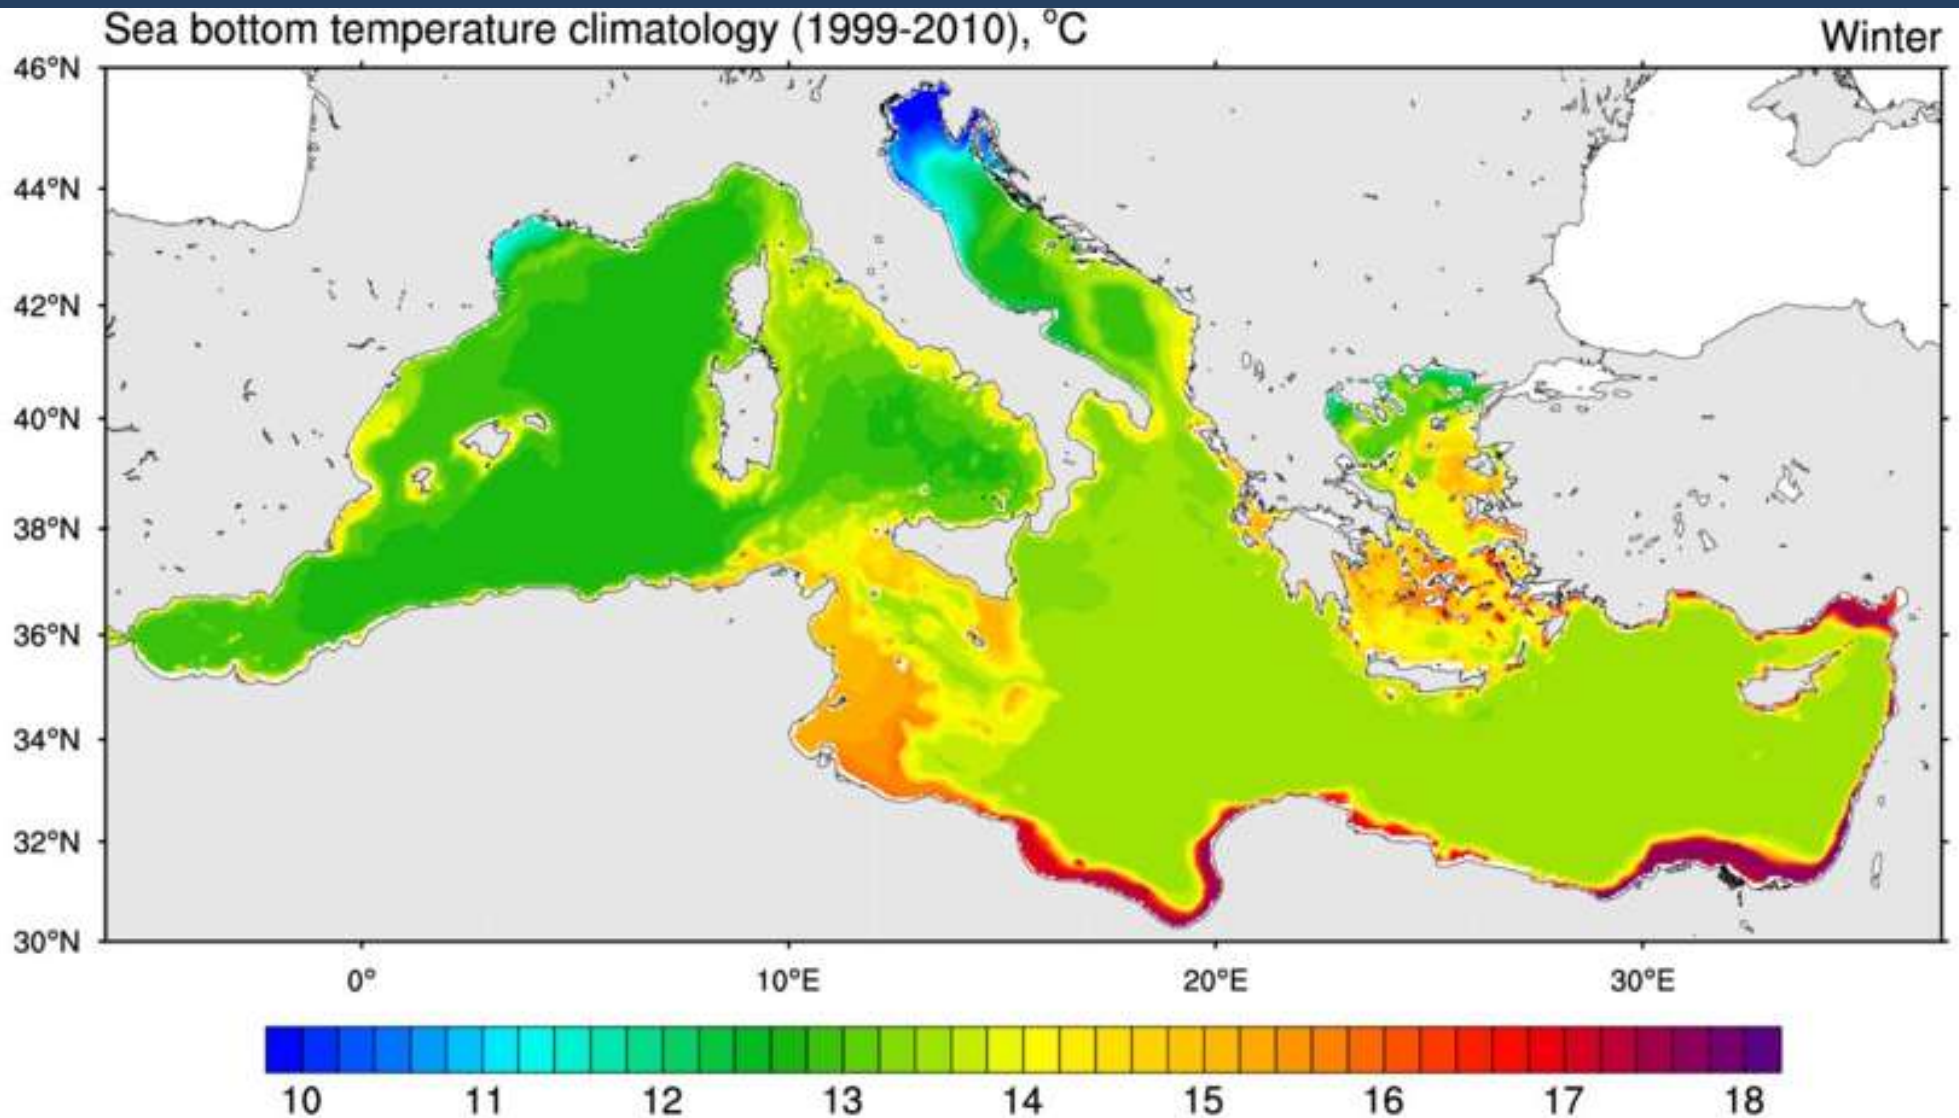 Sea bottom temperature climatology (1999-2010), °C
Winter
46°N
44°N
42°N
40°N
38°N
36°N
34°N
32°N
30°N
0° 10°E 20°E 30°E
10 11 12 13 14 15 16 17 18